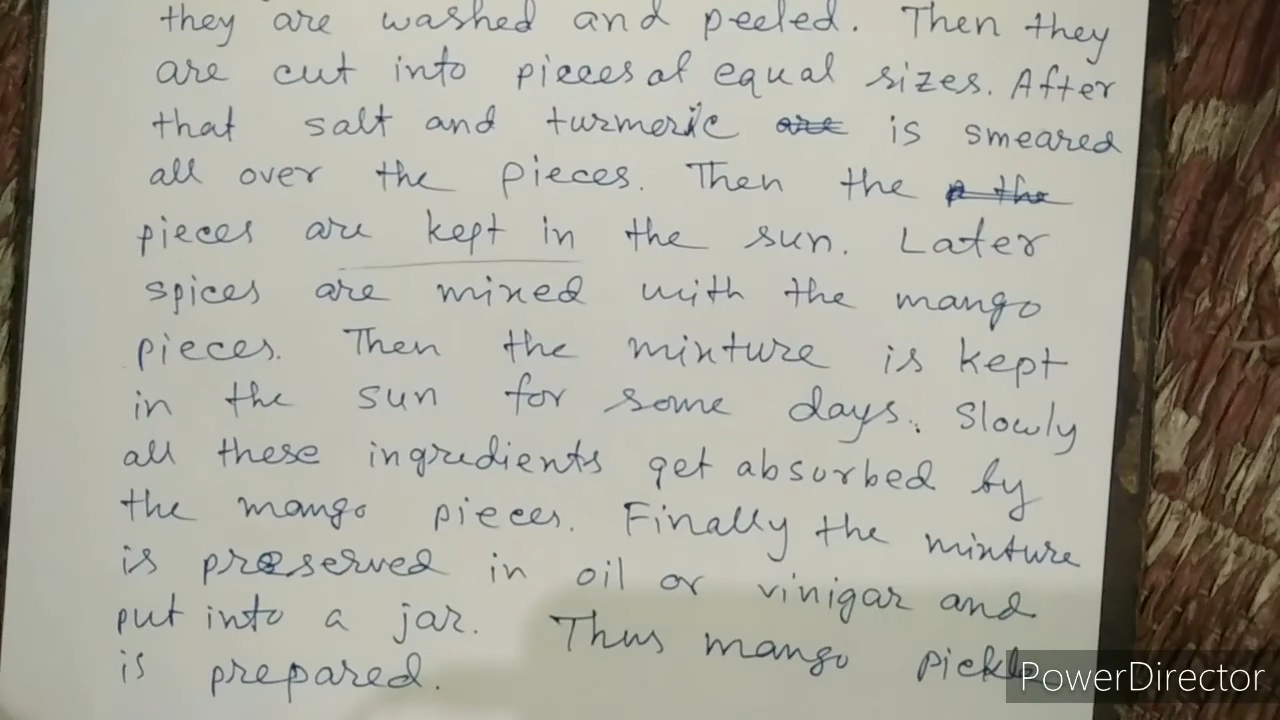 they are washed and peeled. Then they
are cut into pieces of equal sizes. After
that salt and turmeric are is smeared
all over the pieces. Then the p the
pieces are kept in the sun. Later
spices are mixed with the mango
pieces. Then the mixture is kept
in the sun for some days. Slowly
all these ingredients get absorbed by
the mango pieces. Finally the mixture
is preserved in oil or vinigar and
put into a jar. Thus mango pickle
is prepared.
PowerDirector